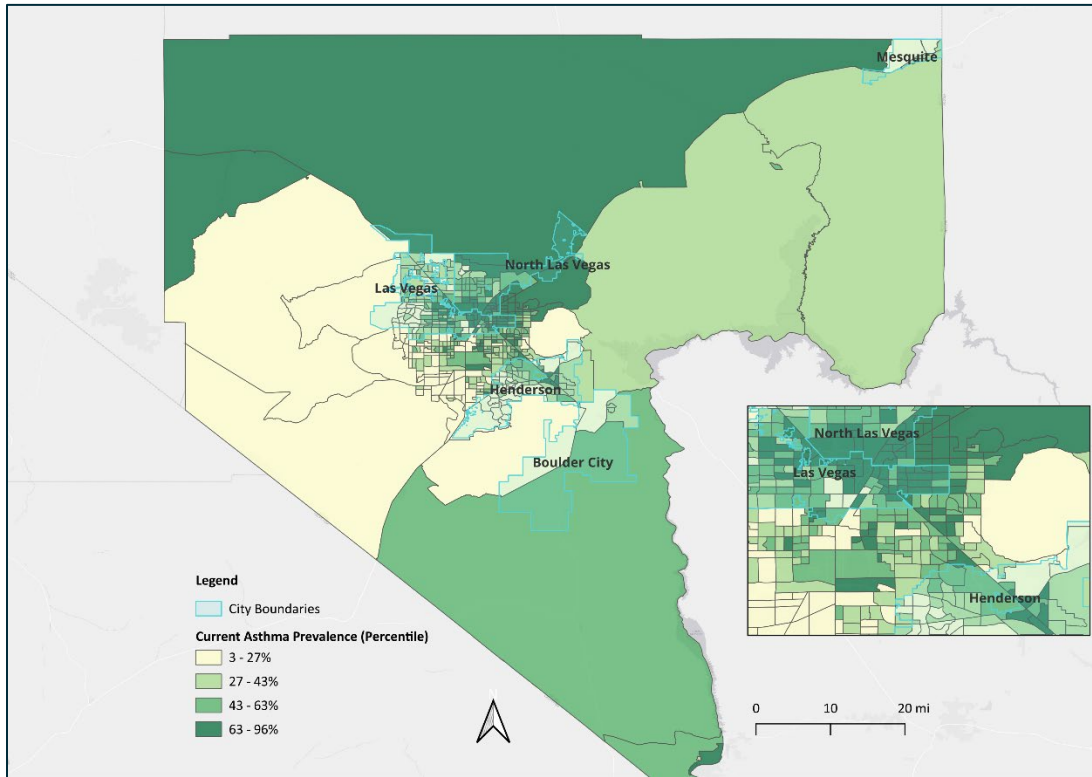 Mesquite
North Las Vegas
Las Vegas
Henderson
Boulder City
North Las Vegas
Las Vegas
Henderson
Legend
City Boundaries
Current Asthma Prevalence (Percentile)
3 - 27%
27 - 43%
43 - 63%
63 - 96%
N
0 10 20 mi